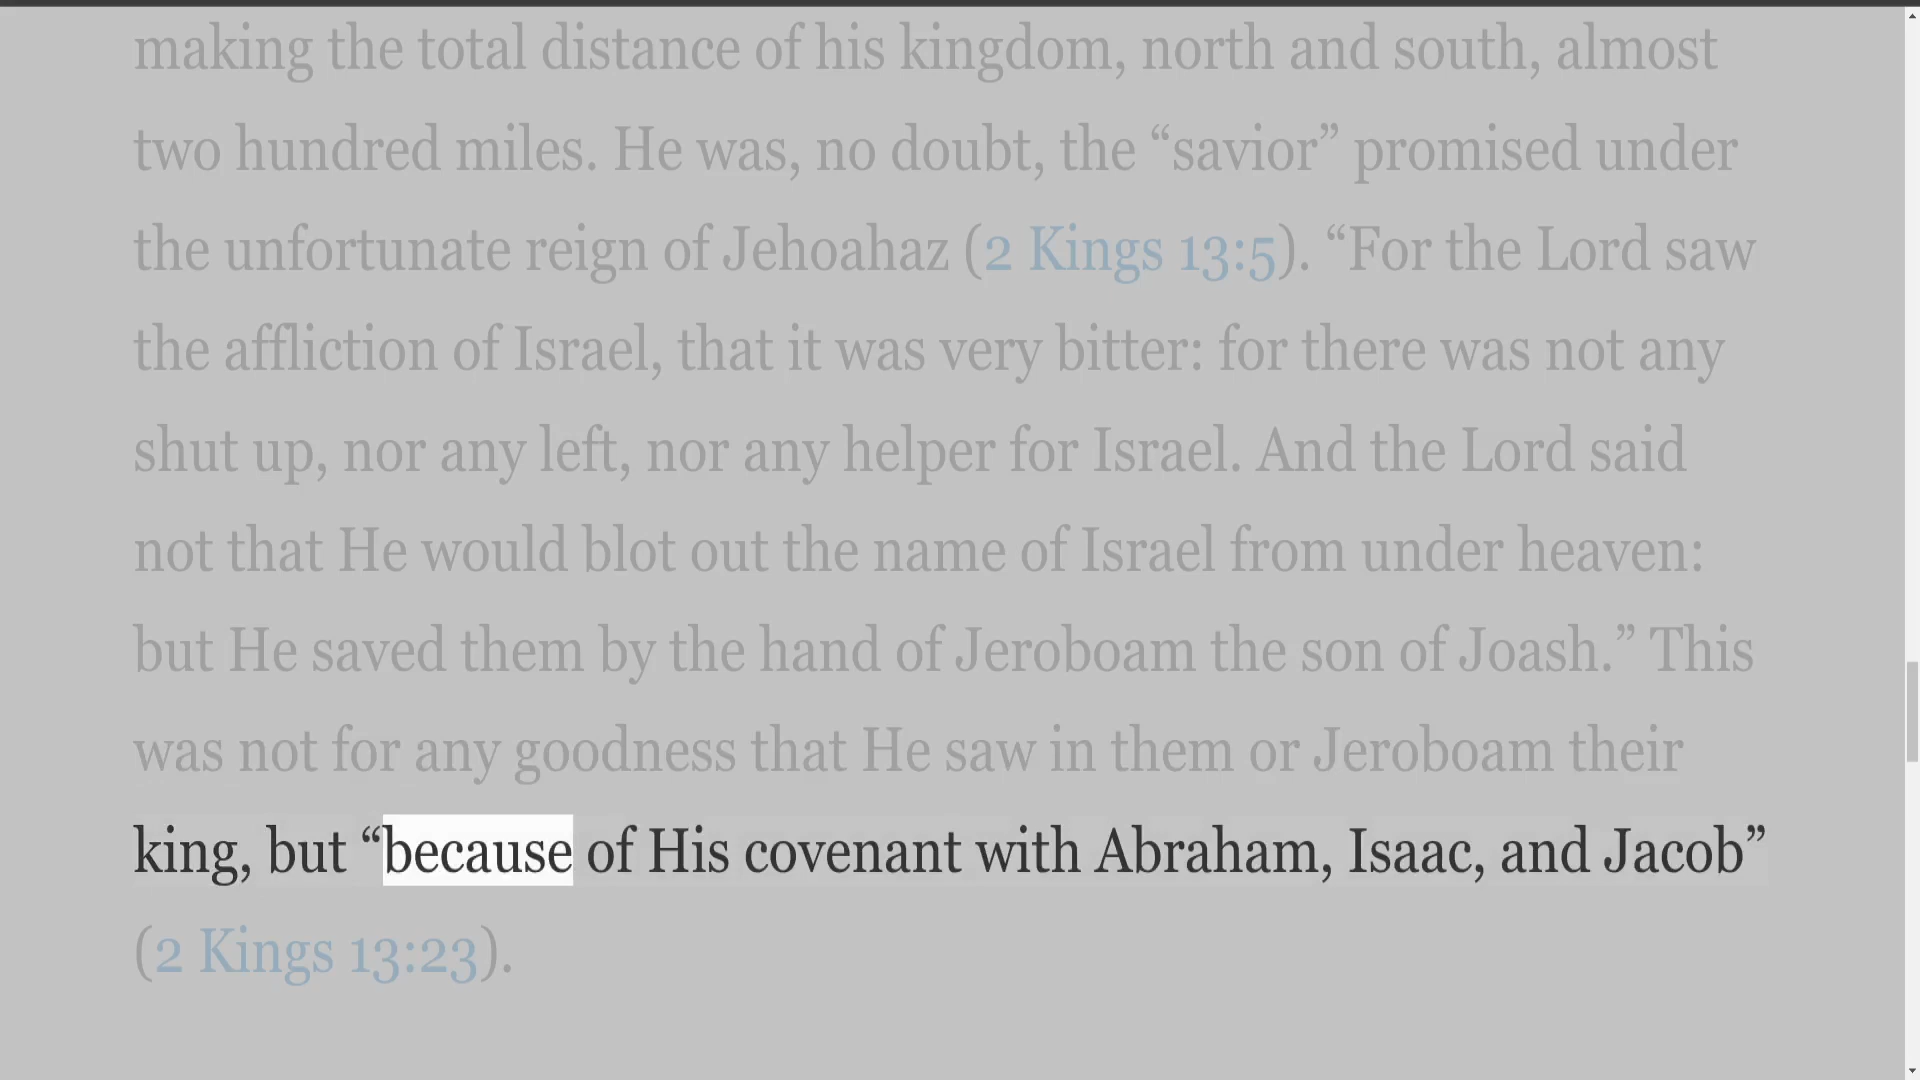 making the total distance of his kingdom, north and south, almost
two hundred miles. He was, no doubt, the “savior” promised under
the unfortunate reign of Jehoahaz (2 Kings 13:5). “For the Lord saw
the affliction of Israel, that it was very bitter: for there was not any
shut up, nor any left, nor any helper for Israel. And the Lord said
not that He would blot out the name of Israel from under heaven:
but He saved them by the hand of Jeroboam the son of Joash.” This
was not for any goodness that He saw in them or Jeroboam their
king, but “because of His covenant with Abraham, Isaac, and Jacob”
(2 Kings 13:23).